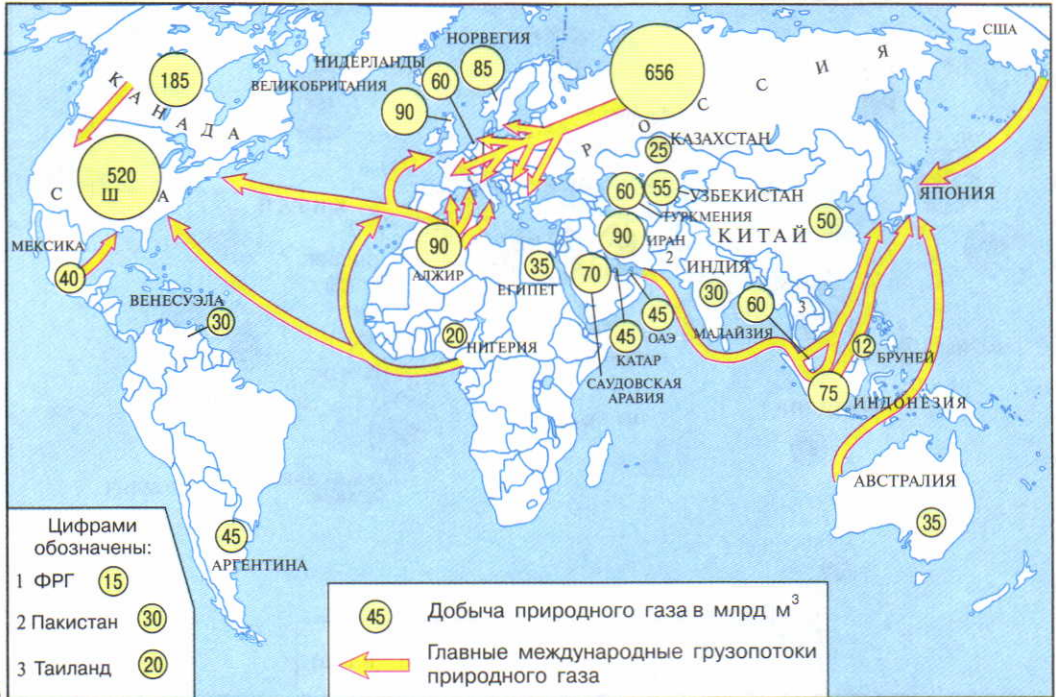 США
НОРВЕГИЯ
85
НИДЕРЛАНДЫ
60
ВЕЛИКОБРИТАНИЯ
90
656
РОССИЯ
КАНАДА
185
США
520
КАЗАХСТАН
25
55
УЗБЕКИСТАН
60
ТУРКМЕНИЯ
ЯПОНИЯ
50
КИТАЙ
90
ИРАН
2
МЕКСИКА
40
90
АЛЖИР
35
ЕГИПЕТ
70
ИНДИЯ
30
60
3
ВЕНЕСУЭЛА
30
20
НИГЕРИЯ
45
ОАЭ
45
КАТАР
МАЛАЙЗИЯ
12
БРУНЕЙ
САУДОВСКАЯ
АРАВИЯ
75
ИНДОНЕЗИЯ
АВСТРАЛИЯ
35
45
АРГЕНТИНА
Цифрами
обозначены:
1 ФРГ 15
2 Пакистан 30
3 Таиланд 20
45 Добыча природного газа в млрд м³
Главные международные грузопотоки
природного газа